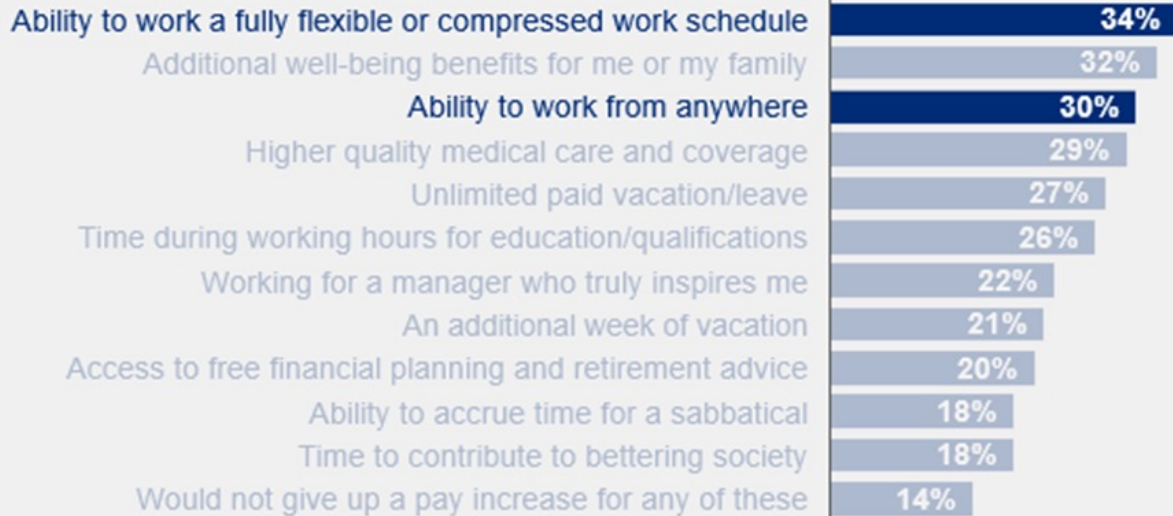 Ability to work a fully flexible or compressed work schedule 34%
Additional well-being benefits for me or my family 32%
Ability to work from anywhere 30%
Higher quality medical care and coverage 29%
Unlimited paid vacation/leave 27%
Time during working hours for education/qualifications 26%
Working for a manager who truly inspires me 22%
An additional week of vacation 21%
Access to free financial planning and retirement advice 20%
Ability to accrue time for a sabbatical 18%
Time to contribute to bettering society 18%
Would not give up a pay increase for any of these 14%